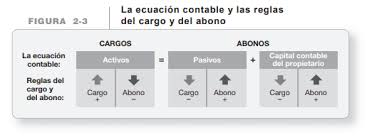 FIGURA 2-3
La ecuación contable y las reglas
del cargo y del abono
CARGOS ABONOS
La ecuación contable: Activos = Pasivos + Capital contable del propietario
Reglas del cargo y del abono: Cargo Abono Cargo Abono Cargo Abono
+ – – + – +